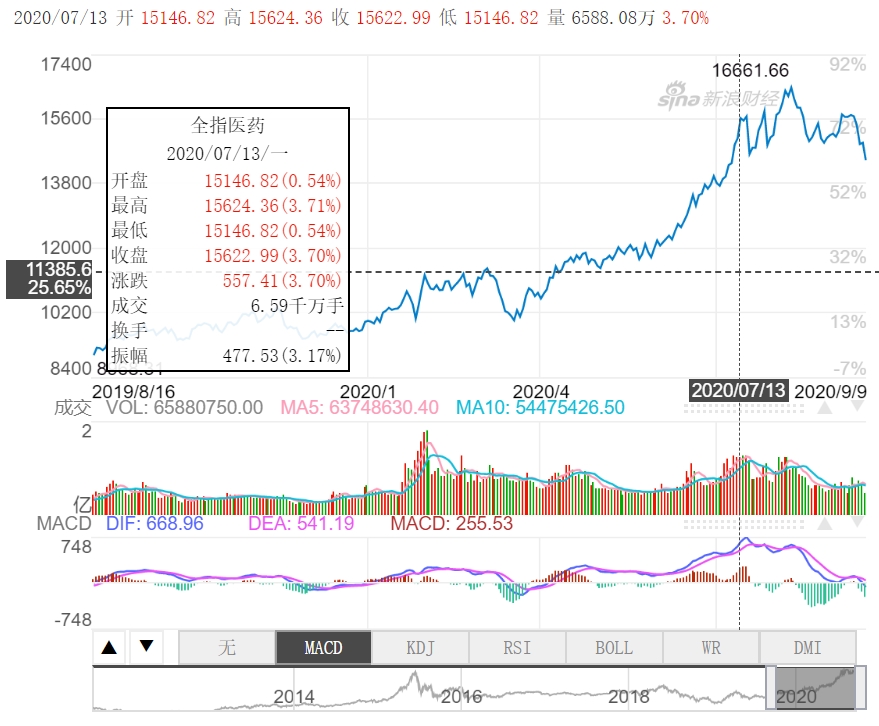 2020/07/13 开 15146.82 高 15624.36 收 15622.99 低 15146.82 量 6588.08万 3.70%
17400 92%
16661.66
sina 新浪财经
15600 72%
全指医药
2020/07/13/一
13800 52%
开盘 15146.82(0.54%)
最高 15624.36(3.71%)
最低 15146.82(0.54%)
收盘 15622.99(3.70%)
涨跌 557.41(3.70%)
成交 6.59千万手
换手 --
振幅 477.53(3.17%)
12000 32%
11385.6
25.65%
10200 13%
8400 -7%
2019/8/16 2020/1 2020/4 2020/07/13 2020/9/9
成交 VOL: 65880750.00 MA5: 63748630.40 MA10: 54475426.50
2
亿
MACD DIF: 668.96 DEA: 541.19 MACD: 255.53
748
-748
▲ ▼ 无 MACD KDJ RSI BOLL WR DMI
2014 2016 2018 2020